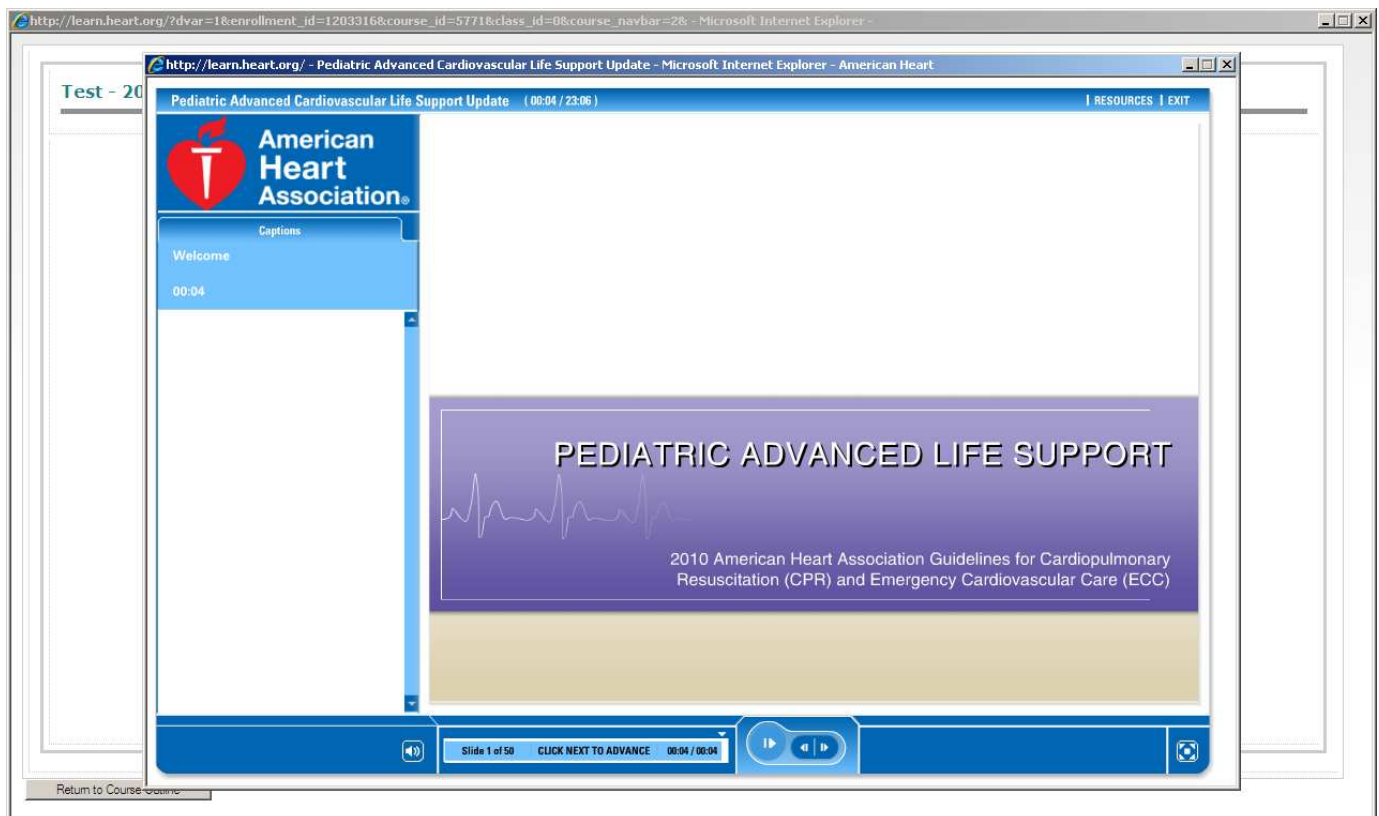 http://learn.heart.org/?dvar=1&enrollment_id=1203316&course_id=5771&class_id=0&course_navbar=2& - Microsoft Internet Explorer -
http://learn.heart.org/ - Pediatric Advanced Cardiovascular Life Support Update - Microsoft Internet Explorer - American Heart
Test - 20
Pediatric Advanced Cardiovascular Life Support Update ( 00:04 / 23:06 )
| RESOURCES | EXIT
American
Heart
Association®
Captions
Welcome
00:04
PEDIATRIC ADVANCED LIFE SUPPORT
2010 American Heart Association Guidelines for Cardiopulmonary
Resuscitation (CPR) and Emergency Cardiovascular Care (ECC)
Slide 1 of 50 CLICK NEXT TO ADVANCE 00:04 / 00:04
Return to Course Outline